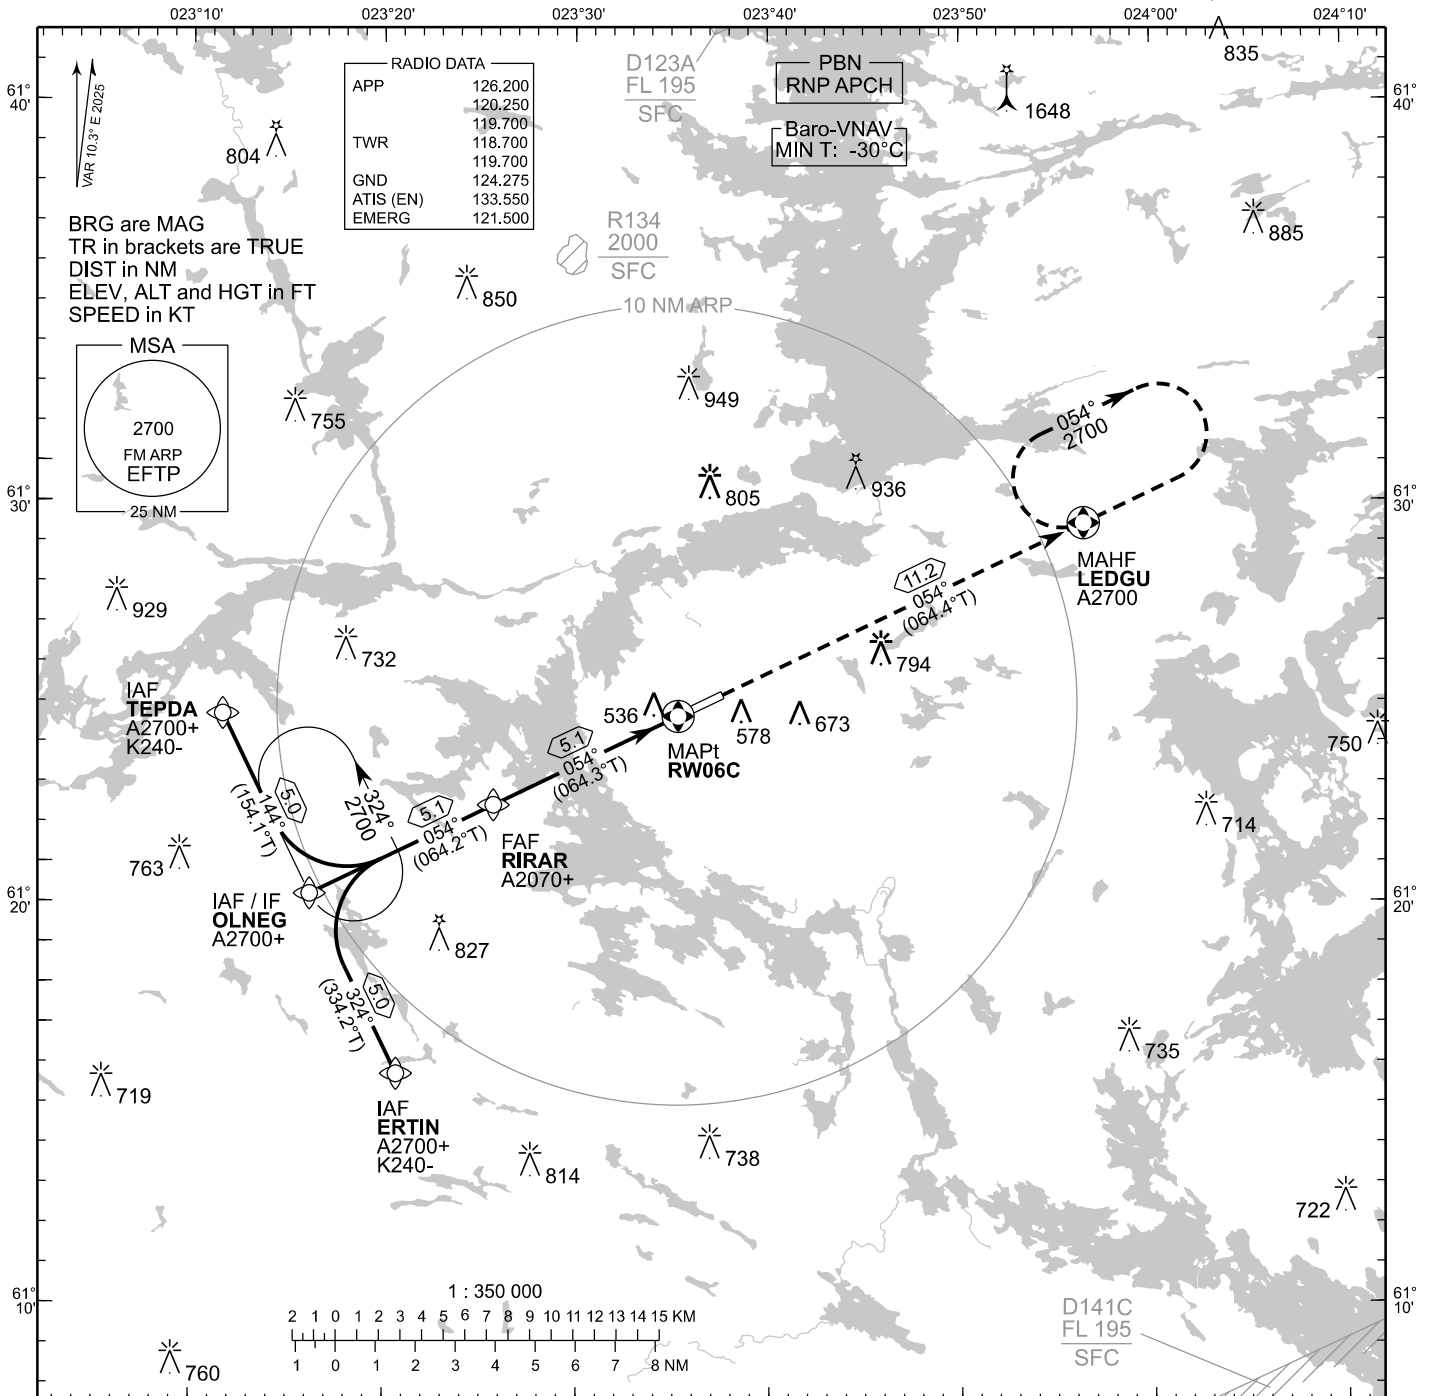 023°10'
023°20'
023°30'
023°40'
023°50'
024°00'
024°10'
61°
40'
61°
40'
VAR 10.3° E 2025
804
RADIO DATA
APP 126.200
120.250
119.700
TWR 118.700
119.700
GND 124.275
ATIS (EN) 133.550
EMERG 121.500
D123A
FL 195
SFC
PBN
RNP APCH
Baro-VNAV
MIN T: -30°C
1648
835
885
BRG are MAG
TR in brackets are TRUE
DIST in NM
ELEV, ALT and HGT in FT
SPEED in KT
R134
2000
SFC
850
10 NM ARP
MSA
2700
FM ARP
EFTP
25 NM
755
949
054°
2700
805
936
61°
30'
61°
30'
MAHF
LEDGU
A2700
11.2
054°
(064.4°T)
929
732
794
IAF
TEPDA
A2700+
K240-
536
MAPt
RW06C
578
673
750
5.1
054°
(064.3°T)
5.0
144°
(154.1°T)
324°
2700
5.1
054°
(064.2°T)
714
763
FAF
RIRAR
A2070+
61°
20'
61°
20'
IAF / IF
OLNEG
A2700+
827
5.0
324°
(334.2°T)
735
719
IAF
ERTIN
A2700+
K240-
814
738
722
61°
10'
61°
10'
1 : 350 000
2 1 0 1 2 3 4 5 6 7 8 9 10 11 12 13 14 15 KM
1 0 1 2 3 4 5 6 7 8 NM
D141C
FL 195
SFC
760